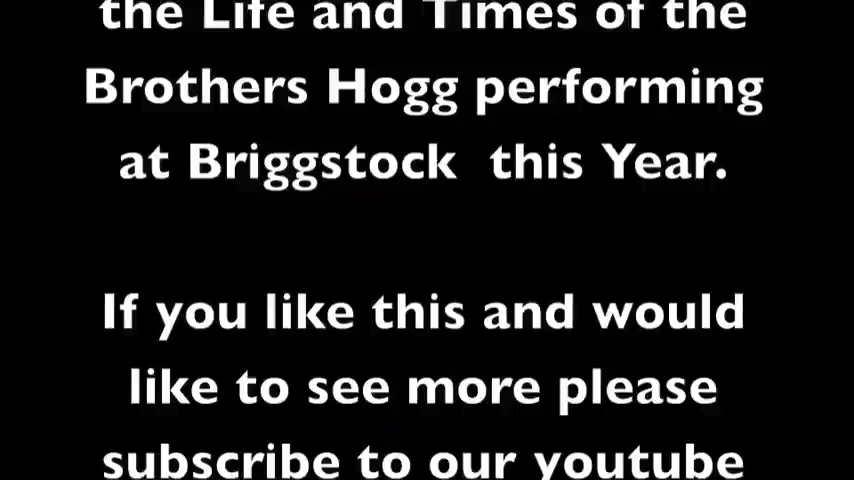 the Life and Times of the
Brothers Hogg performing
at Briggstock this Year.
If you like this and would
like to see more please
subscribe to our youtube